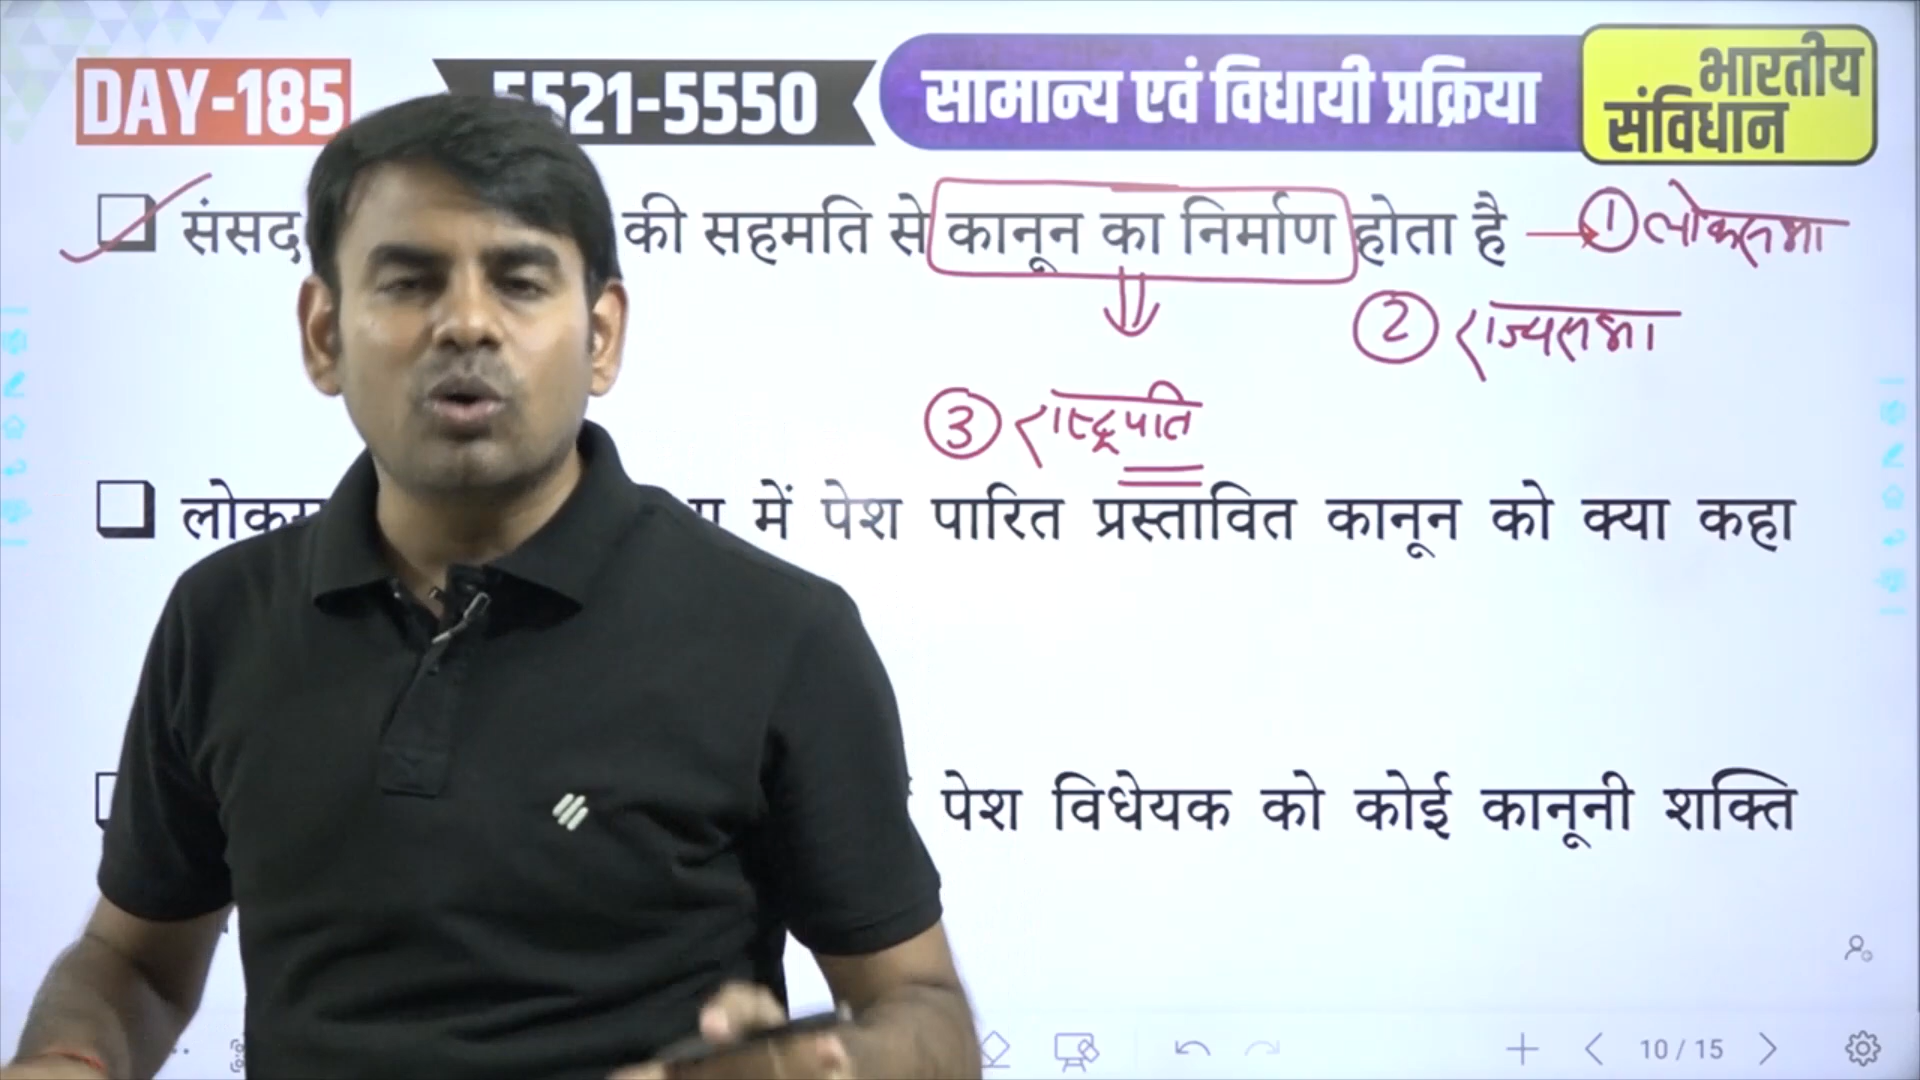 DAY-185 5521-5550 सामान्य एवं विधायी प्रक्रिया भारतीय संविधान
संसद की सहमति से कानून का निर्माण होता है ① लोकसभा
② राज्यसभा
③ राष्ट्रपति
में पेश पारित प्रस्तावित कानून को क्या कहा
पेश विधेयक को कोई कानूनी शक्ति
10 / 15